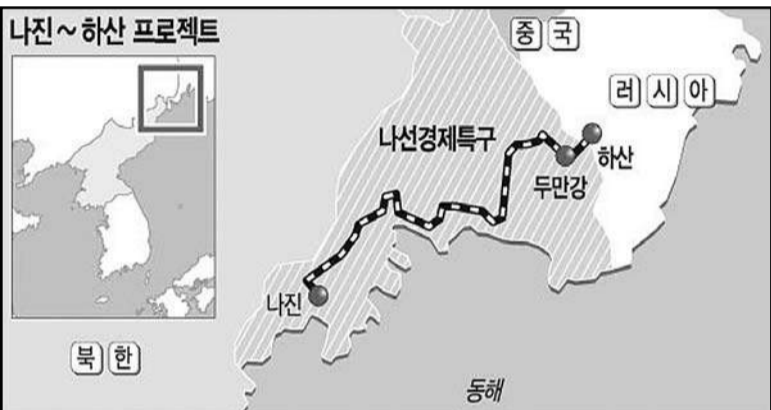 나진~하산 프로젝트
중국
러시아
나선경제특구
하산
두만강
나진
북한
동해